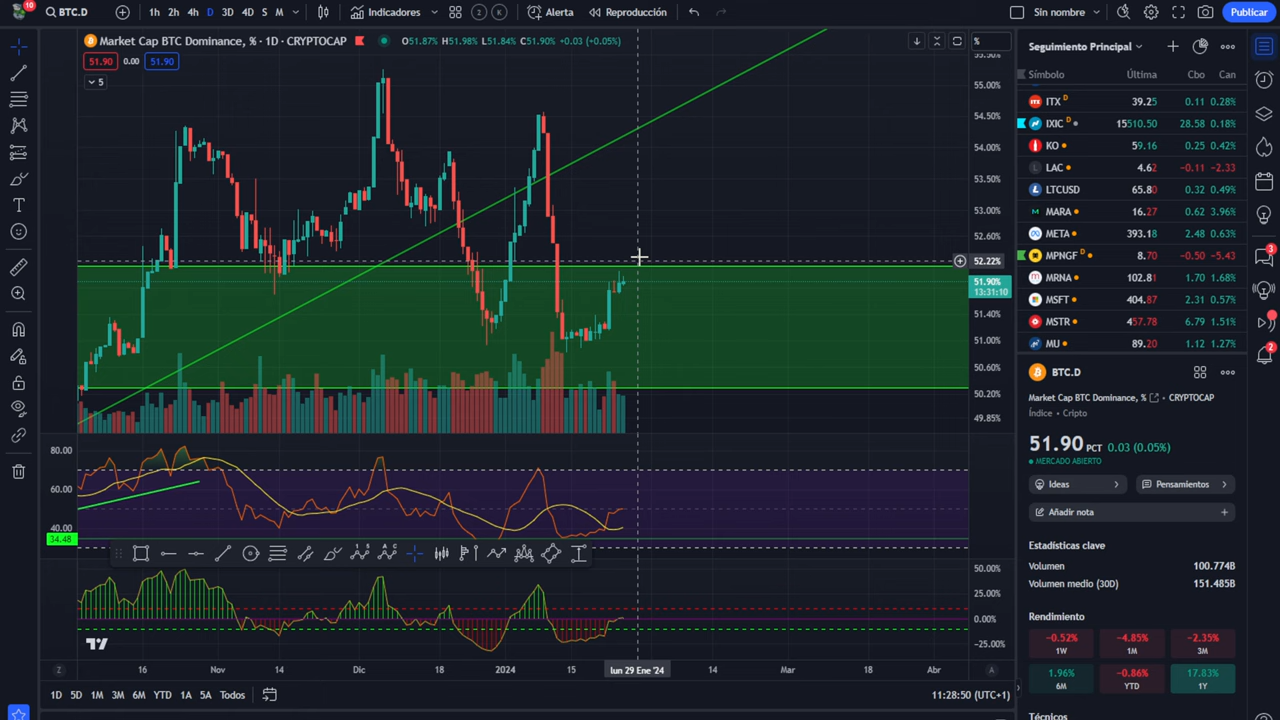 10
BTC.D
1h 2h 4h D 3D 4D S M
Indicadores
2 K
Alerta
Reproducción
Sin nombre
Publicar
Market Cap BTC Dominance, % · 1D · CRYPTOCAP
O51.87% H51.98% L51.84% C51.90% +0.03 (+0.05%)
51.90 0.00 51.90
5
%
55.50%
55.00%
54.50%
54.00%
53.50%
53.00%
52.60%
52.22%
51.90%
13:31:10
51.40%
51.00%
50.60%
50.20%
49.85%
80.00
60.00
40.00
34.48
50.00%
25.00%
0.00%
−25.00%
Z 16 Nov 14 Dic 18 2024 15 lun 29 Ene '24 14 Mar 18 Abr A
1D 5D 1M 3M 6M YTD 1A 5A Todos
11:28:50 (UTC+1)
Seguimiento Principal
Símbolo Última Cbo Can
ITX D 39.25 0.11 0.28%
IXIC D 15510.50 28.58 0.18%
KO 59.16 0.25 0.42%
LAC 4.62 −0.11 −2.33
LTCUSD 65.80 0.32 0.49%
MARA 16.27 0.62 3.96%
META 393.18 2.48 0.63%
MPNGF D 8.70 −0.50 −5.43
MRNA 102.81 1.70 1.68%
MSFT 404.87 2.31 0.57%
MSTR 457.78 6.79 1.51%
MU 89.20 1.12 1.27%
BTC.D
Market Cap BTC Dominance, % CRYPTOCAP
Índice · Cripto
51.90 PCT 0.03 (0.05%)
MERCADO ABIERTO
Ideas
Pensamientos
Añadir nota
Estadísticas clave
Volumen 100.774B
Volumen medio (30D) 151.485B
Rendimiento
−0.52% −4.85% −2.35%
1W 1M 3M
1.96% −0.86% 17.83%
6M YTD 1Y
Técnicos
3
2